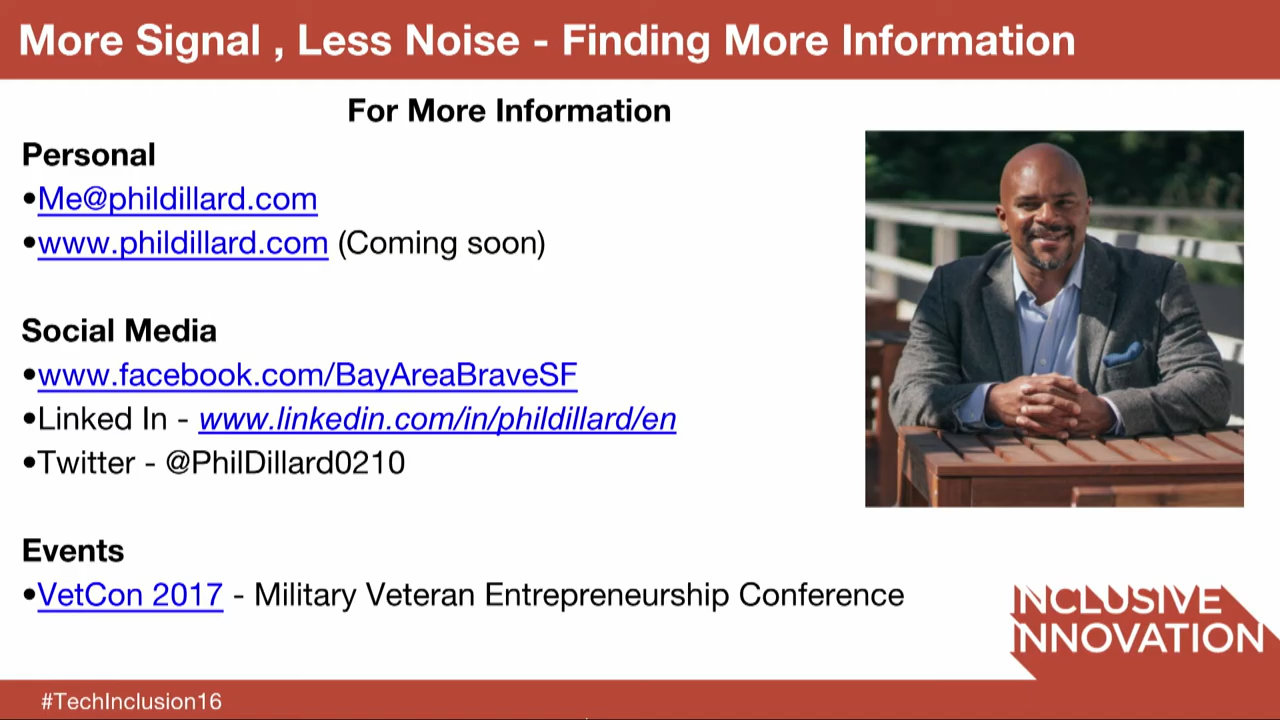 More Signal , Less Noise - Finding More Information
For More Information
Personal
•Me@phildillard.com
•www.phildillard.com (Coming soon)
Social Media
•www.facebook.com/BayAreaBraveSF
•Linked In - www.linkedin.com/in/phildillard/en
•Twitter - @PhilDillard0210
Events
•VetCon 2017 - Military Veteran Entrepreneurship Conference
INCLUSIVE
INNOVATION
#TechInclusion16